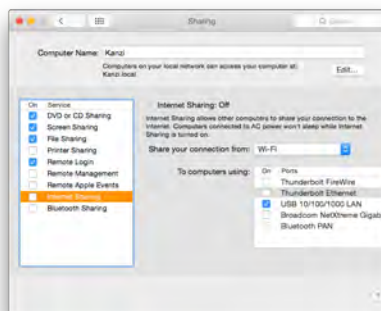 Sharing
Computer Name: Kanzi
Computers on your local network can access your computer at:
Kanzi.local
Edit...
On Service
DVD or CD Sharing
Screen Sharing
File Sharing
Printer Sharing
Remote Login
Remote Management
Remote Apple Events
Internet Sharing
Bluetooth Sharing
Internet Sharing: Off
Internet Sharing allows other computers to share your connection to the
Internet. Computers connected to AC power won't sleep while Internet
Sharing is turned on.
Share your connection from: Wi-Fi
To computers using:
On Ports
Thunderbolt FireWire
Thunderbolt Ethernet
USB 10/100/1000 LAN
Broadcom NetXtreme Gigab
Bluetooth PAN